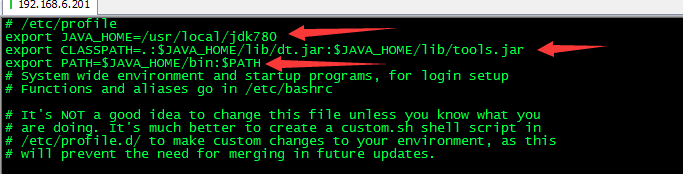 192.168.6.201
# /etc/profile
export JAVA_HOME=/usr/local/jdk780
export CLASSPATH=.:$JAVA_HOME/lib/dt.jar:$JAVA_HOME/lib/tools.jar
export PATH=$JAVA_HOME/bin:$PATH
# System wide environment and startup programs, for login setup
# Functions and aliases go in /etc/bashrc
# It's NOT a good idea to change this file unless you know what you
# are doing. It's much better to create a custom.sh shell script in
# /etc/profile.d/ to make custom changes to your environment, as this
# will prevent the need for merging in future updates.